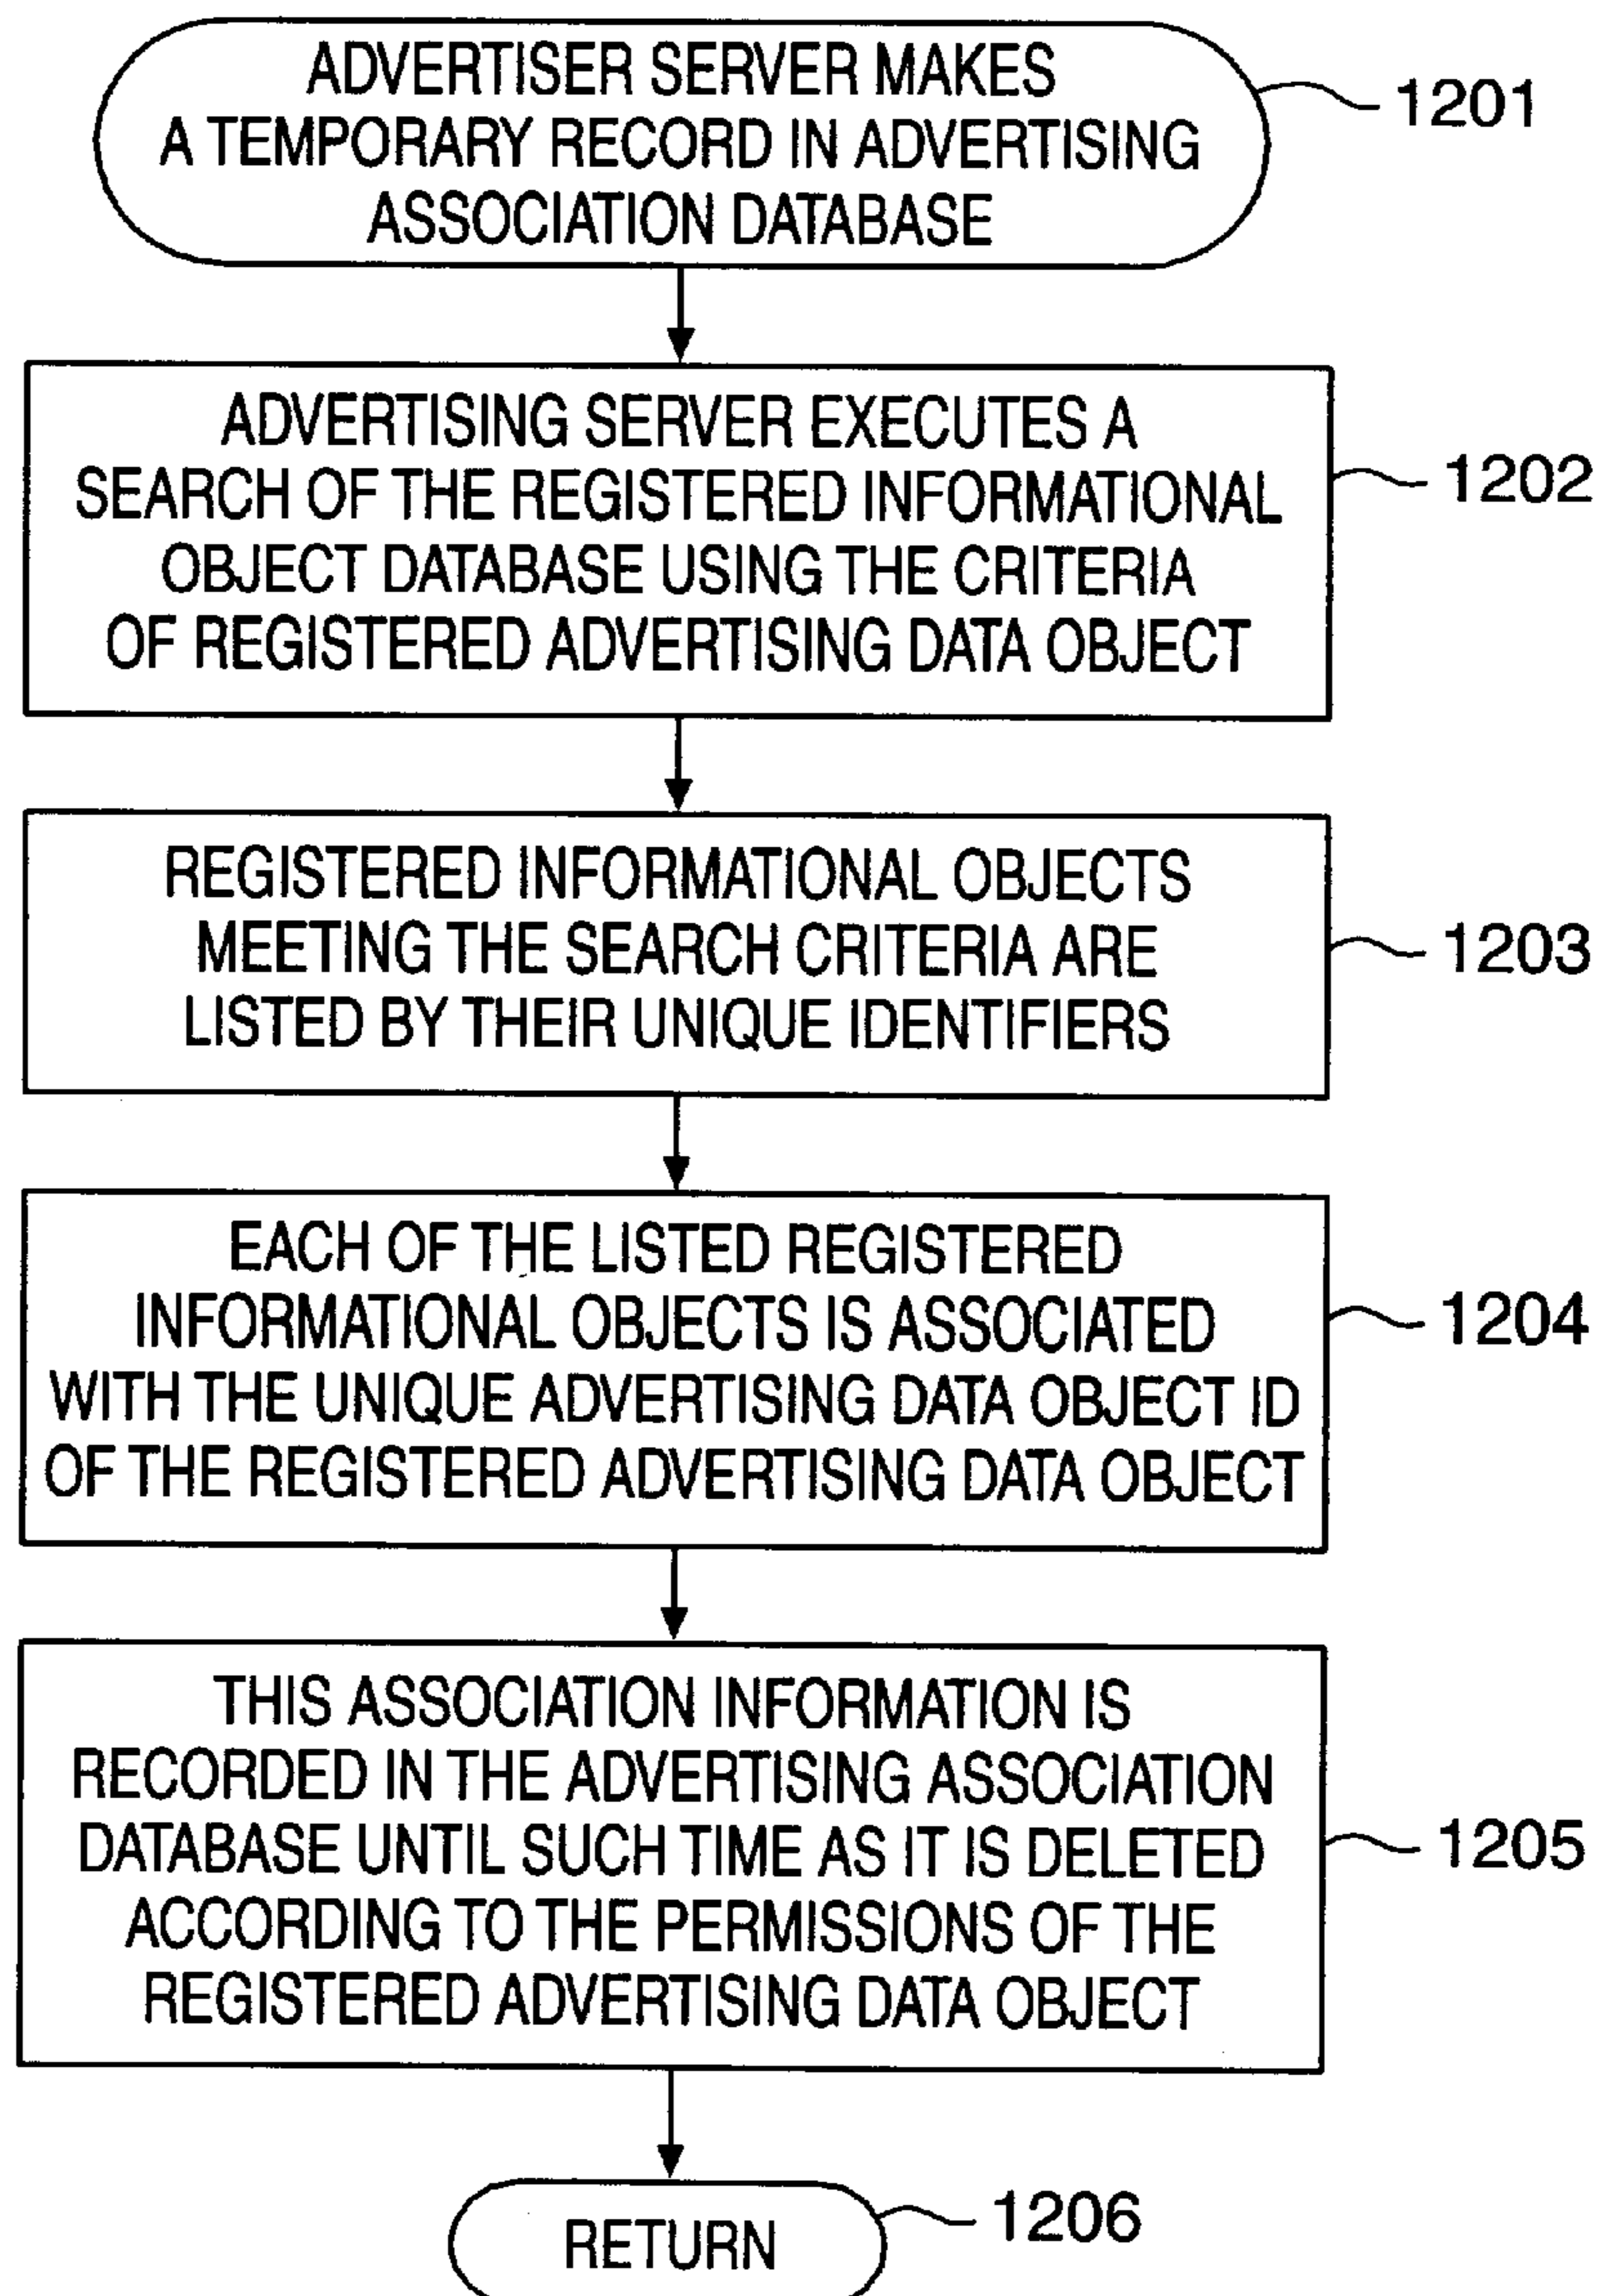 ADVERTISER SERVER MAKES
A TEMPORARY RECORD IN ADVERTISING
ASSOCIATION DATABASE
1201
ADVERTISING SERVER EXECUTES A
SEARCH OF THE REGISTERED INFORMATIONAL
OBJECT DATABASE USING THE CRITERIA
OF REGISTERED ADVERTISING DATA OBJECT
1202
REGISTERED INFORMATIONAL OBJECTS
MEETING THE SEARCH CRITERIA ARE
LISTED BY THEIR UNIQUE IDENTIFIERS
1203
EACH OF THE LISTED REGISTERED
INFORMATIONAL OBJECTS IS ASSOCIATED
WITH THE UNIQUE ADVERTISING DATA OBJECT ID
OF THE REGISTERED ADVERTISING DATA OBJECT
1204
THIS ASSOCIATION INFORMATION IS
RECORDED IN THE ADVERTISING ASSOCIATION
DATABASE UNTIL SUCH TIME AS IT IS DELETED
ACCORDING TO THE PERMISSIONS OF THE
REGISTERED ADVERTISING DATA OBJECT
1205
RETURN
1206